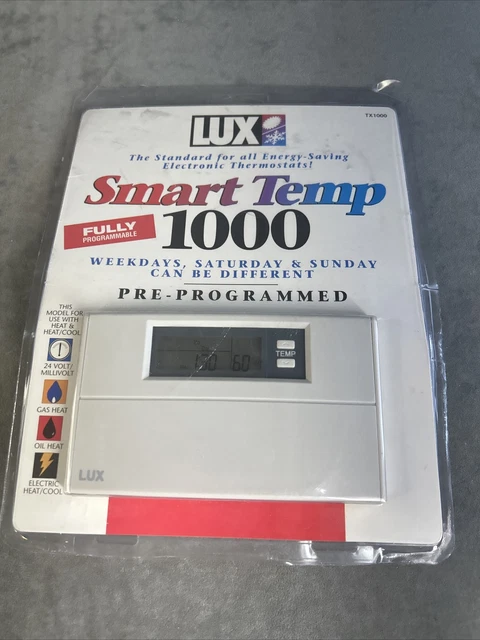 LUX
TX1000
The Standard for all Energy-Saving
Electronic Thermostats!
Smart Temp
1000
FULLY
PROGRAMMABLE
WEEKDAYS, SATURDAY & SUNDAY
CAN BE DIFFERENT
PRE-PROGRAMMED
THIS
MODEL FOR
USE WITH
HEAT &
HEAT/COOL
24 VOLT/
MILLIVOLT
GAS HEAT
OIL HEAT
ELECTRIC
HEAT/COOL
TEMP
LUX